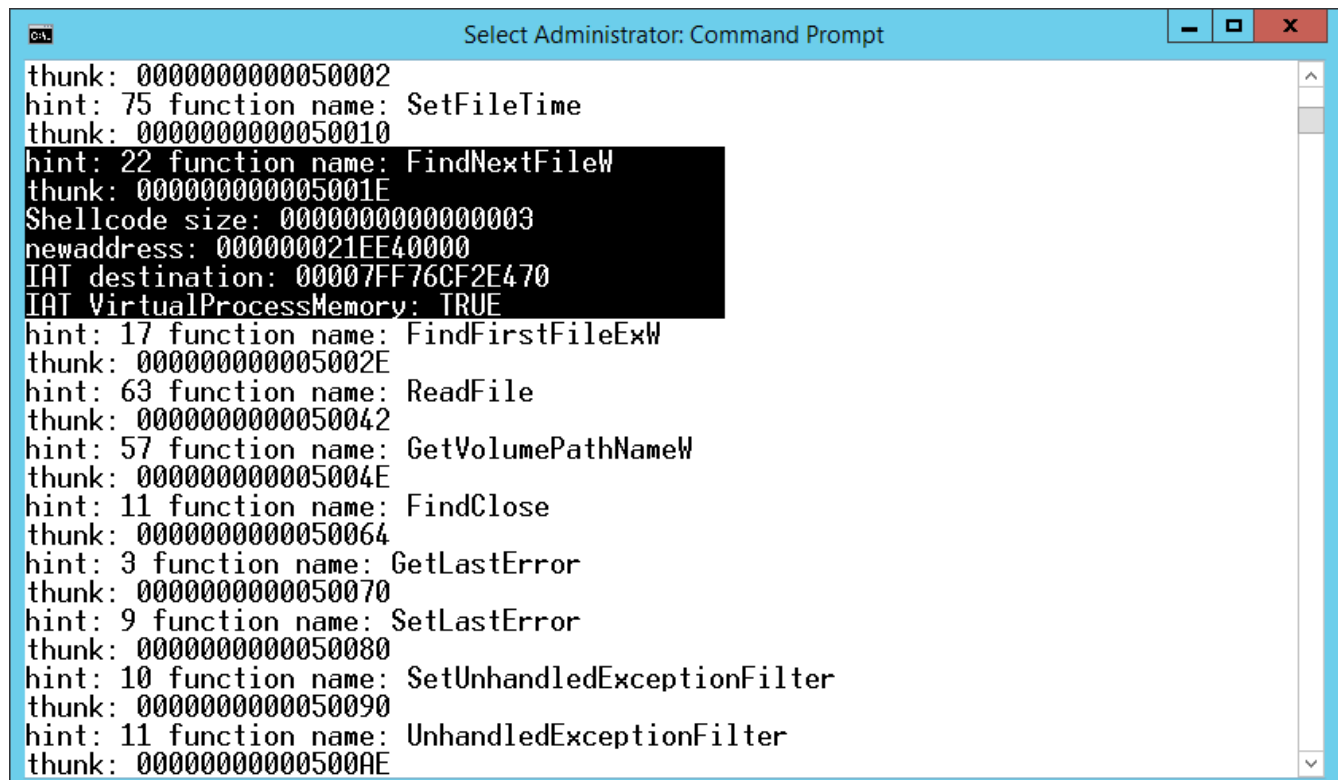 Select Administrator: Command Prompt
thunk: 0000000000050002
hint: 75 function name: SetFileTime
thunk: 0000000000050010
hint: 22 function name: FindNextFileW
thunk: 000000000005001E
Shellcode size: 0000000000000003
newaddress: 000000021EE40000
IAT destination: 00007FF76CF2E470
IAT VirtualProcessMemory: TRUE
hint: 17 function name: FindFirstFileExW
thunk: 000000000005002E
hint: 63 function name: ReadFile
thunk: 0000000000050042
hint: 57 function name: GetVolumePathNameW
thunk: 000000000005004E
hint: 11 function name: FindClose
thunk: 0000000000050064
hint: 3 function name: GetLastError
thunk: 0000000000050070
hint: 9 function name: SetLastError
thunk: 0000000000050080
hint: 10 function name: SetUnhandledExceptionFilter
thunk: 0000000000050090
hint: 11 function name: UnhandledExceptionFilter
thunk: 00000000000500AE